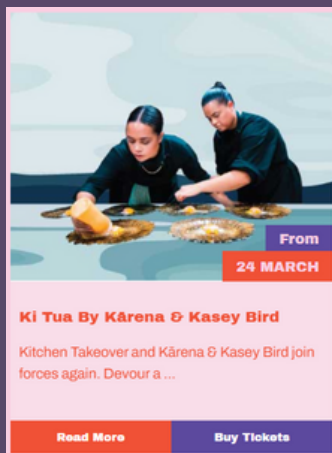 From
24 MARCH
Ki Tua By Kārena & Kasey Bird
Kitchen Takeover and Kārena & Kasey Bird join
forces again. Devour a ...
Read More
Buy Tickets